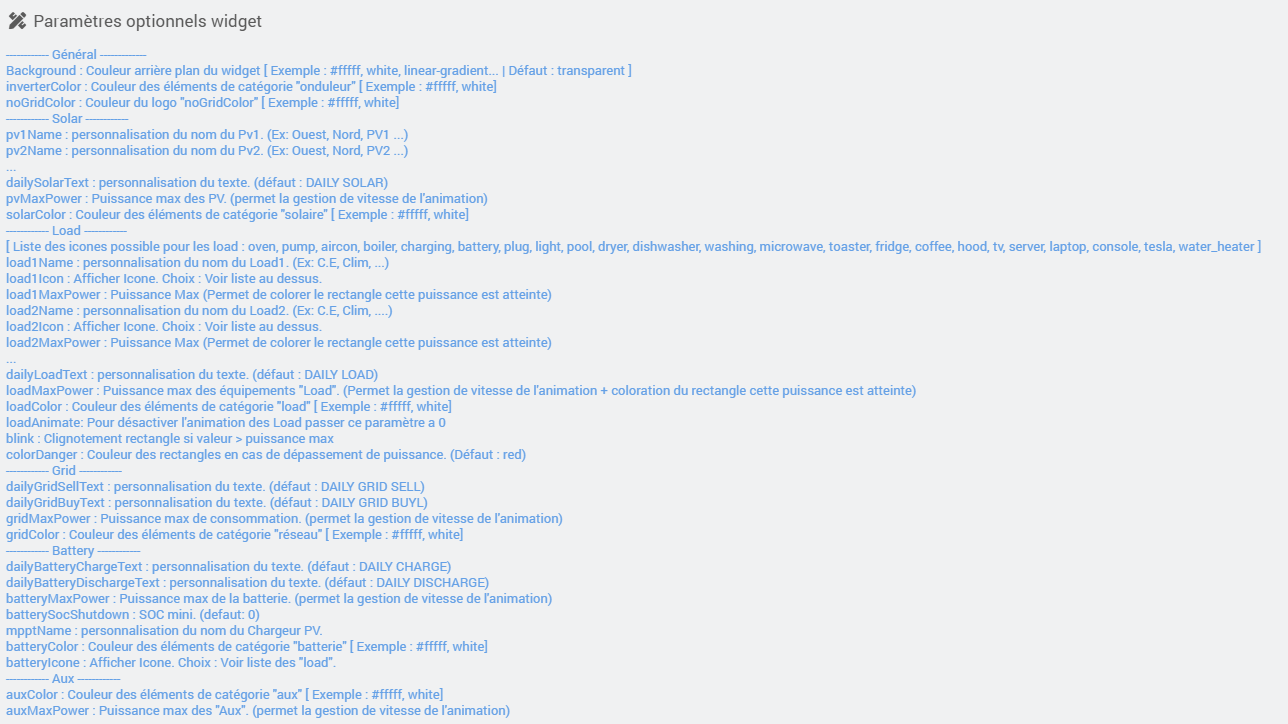 Paramètres optionnels widget
------------ Général -------------
Background : Couleur arrière plan du widget [ Exemple : #fffff, white, linear-gradient... | Défaut : transparent ]
inverterColor : Couleur des éléments de catégorie "onduleur" [ Exemple : #fffff, white]
noGridColor : Couleur du logo "noGridColor" [ Exemple : #fffff, white]
------------ Solar ------------
pv1Name : personnalisation du nom du Pv1. (Ex: Ouest, Nord, PV1 ...)
pv2Name : personnalisation du nom du Pv2. (Ex: Ouest, Nord, PV2 ...)
...
dailySolarText : personnalisation du texte. (défaut : DAILY SOLAR)
pvMaxPower : Puissance max des PV. (permet la gestion de vitesse de l'animation)
solarColor : Couleur des éléments de catégorie "solaire" [ Exemple : #fffff, white]
------------ Load ------------
[ Liste des icones possible pour les load : oven, pump, aircon, boiler, charging, battery, plug, light, pool, dryer, dishwasher, washing, microwave, toaster, fridge, coffee, hood, tv, server, laptop, console, tesla, water_heater ]
load1Name : personnalisation du nom du Load1. (Ex: C.E, Clim, ...)
load1Icon : Afficher Icone. Choix : Voir liste au dessus.
load1MaxPower : Puissance Max (Permet de colorer le rectangle cette puissance est atteinte)
load2Name : personnalisation du nom du Load2. (Ex: C.E, Clim, ....)
load2Icon : Afficher Icone. Choix : Voir liste au dessus.
load2MaxPower : Puissance Max (Permet de colorer le rectangle cette puissance est atteinte)
...
dailyLoadText : personnalisation du texte. (défaut : DAILY LOAD)
loadMaxPower : Puissance max des équipements "Load". (Permet la gestion de vitesse de l'animation + coloration du rectangle cette puissance est atteinte)
loadColor : Couleur des éléments de catégorie "load" [ Exemple : #fffff, white]
loadAnimate: Pour désactiver l'animation des Load passer ce paramètre a 0
blink : Clignotement rectangle si valeur > puissance max
colorDanger : Couleur des rectangles en cas de dépassement de puissance. (Défaut : red)
------------ Grid ------------
dailyGridSellText : personnalisation du texte. (défaut : DAILY GRID SELL)
dailyGridBuyText : personnalisation du texte. (défaut : DAILY GRID BUYL)
gridMaxPower : Puissance max de consommation. (permet la gestion de vitesse de l'animation)
gridColor : Couleur des éléments de catégorie "réseau" [ Exemple : #fffff, white]
------------ Battery ------------
dailyBatteryChargeText : personnalisation du texte. (défaut : DAILY CHARGE)
dailyBatteryDischargeText : personnalisation du texte. (défaut : DAILY DISCHARGE)
batteryMaxPower : Puissance max de la batterie. (permet la gestion de vitesse de l'animation)
batterySocShutdown : SOC mini. (defaut: 0)
mpptName : personnalisation du nom du Chargeur PV.
batteryColor : Couleur des éléments de catégorie "batterie" [ Exemple : #fffff, white]
batteryIcone : Afficher Icone. Choix : Voir liste des "load".
------------ Aux ------------
auxColor : Couleur des éléments de catégorie "aux" [ Exemple : #fffff, white]
auxMaxPower : Puissance max des "Aux". (permet la gestion de vitesse de l'animation)